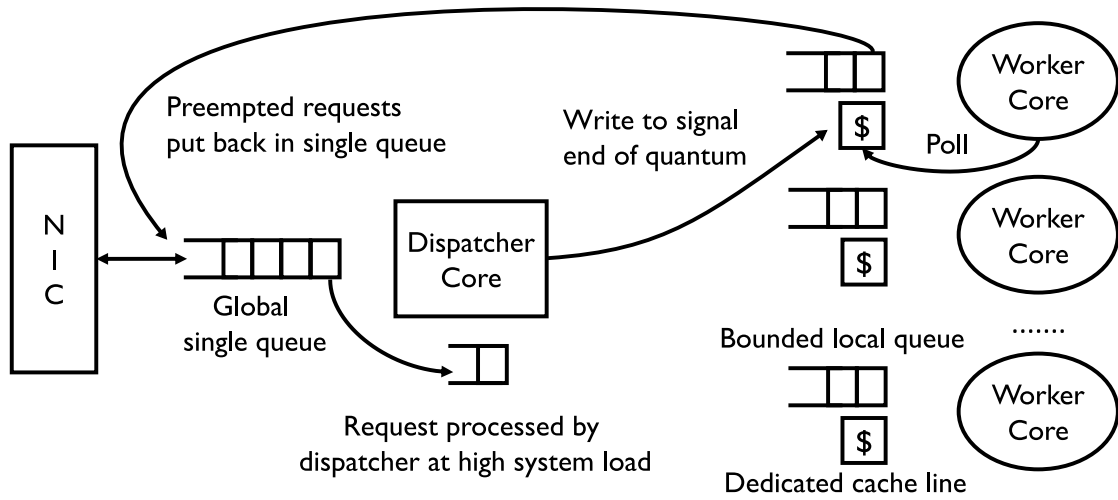 Preempted requests
put back in single queue
N
I
C
Global
single queue
Dispatcher
Core
Request processed by
dispatcher at high system load
Write to signal
end of quantum
$
Poll
Worker
Core
$
Worker
Core
.......
Bounded local queue
$
Worker
Core
Dedicated cache line